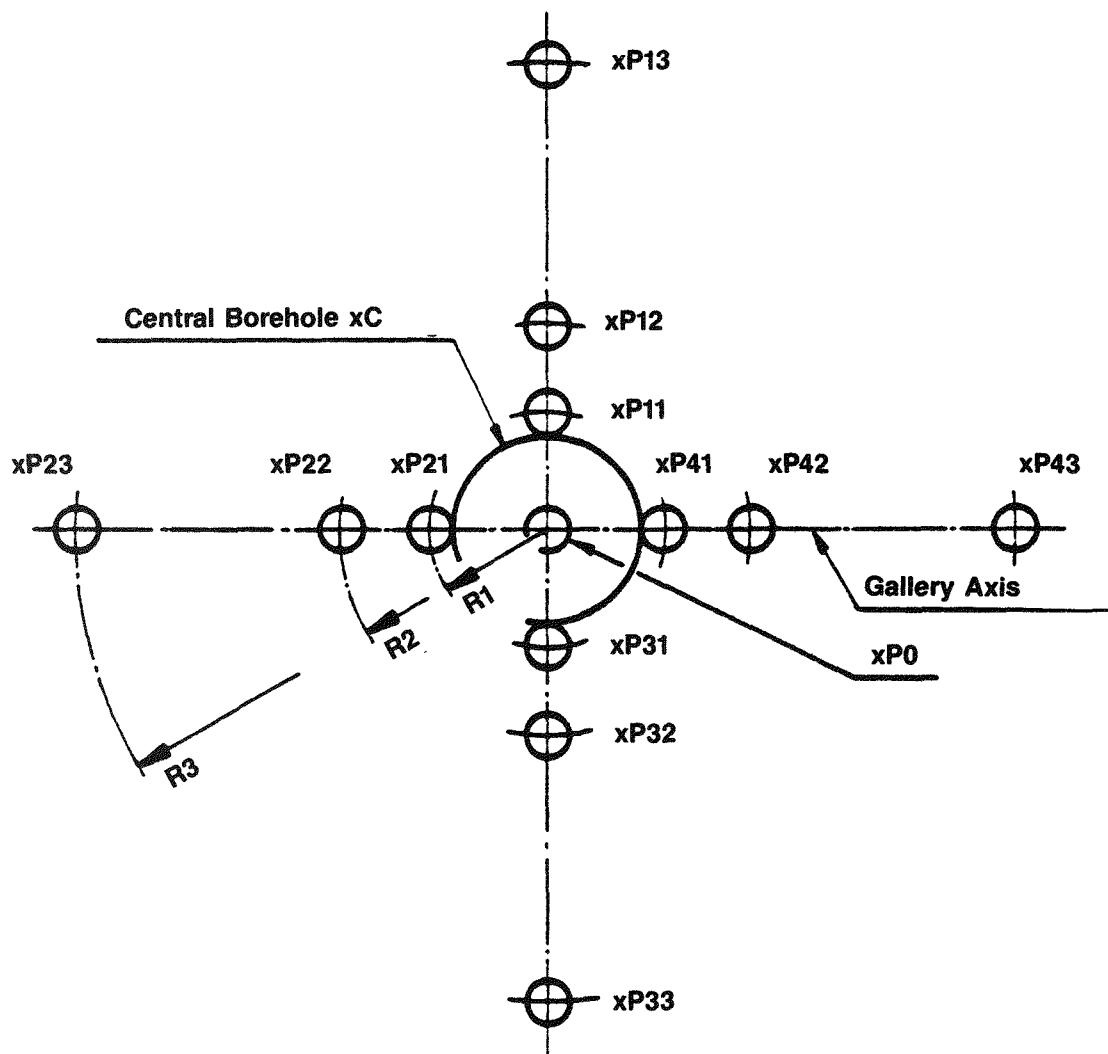 xP13
Central Borehole xC
xP12
xP11
xP23
xP22
xP21
xP41
xP42
xP43
R1
Gallery Axis
R2
xP31
xP0
xP32
R3
xP33